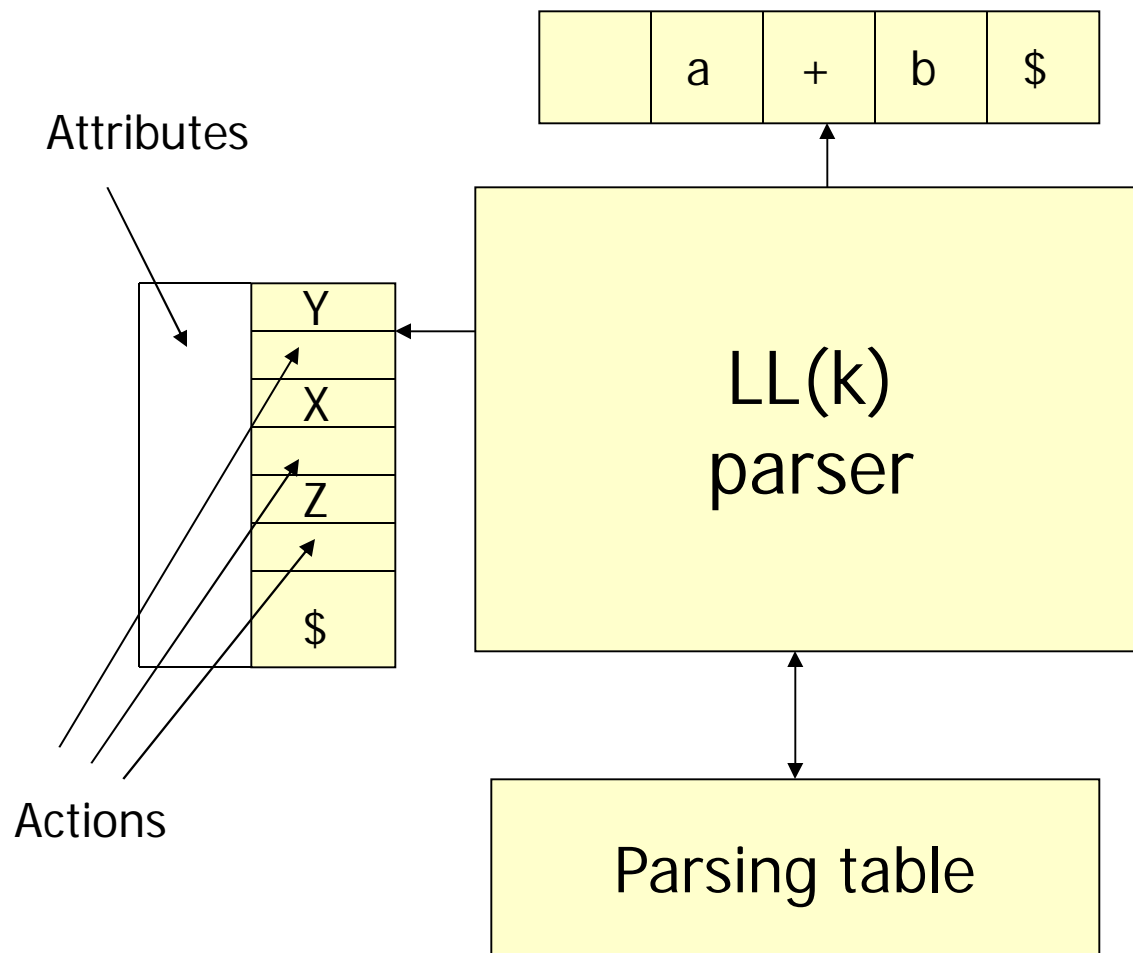 a + b $
Attributes
Y
X
Z
$
LL(k)
parser
Actions
Parsing table